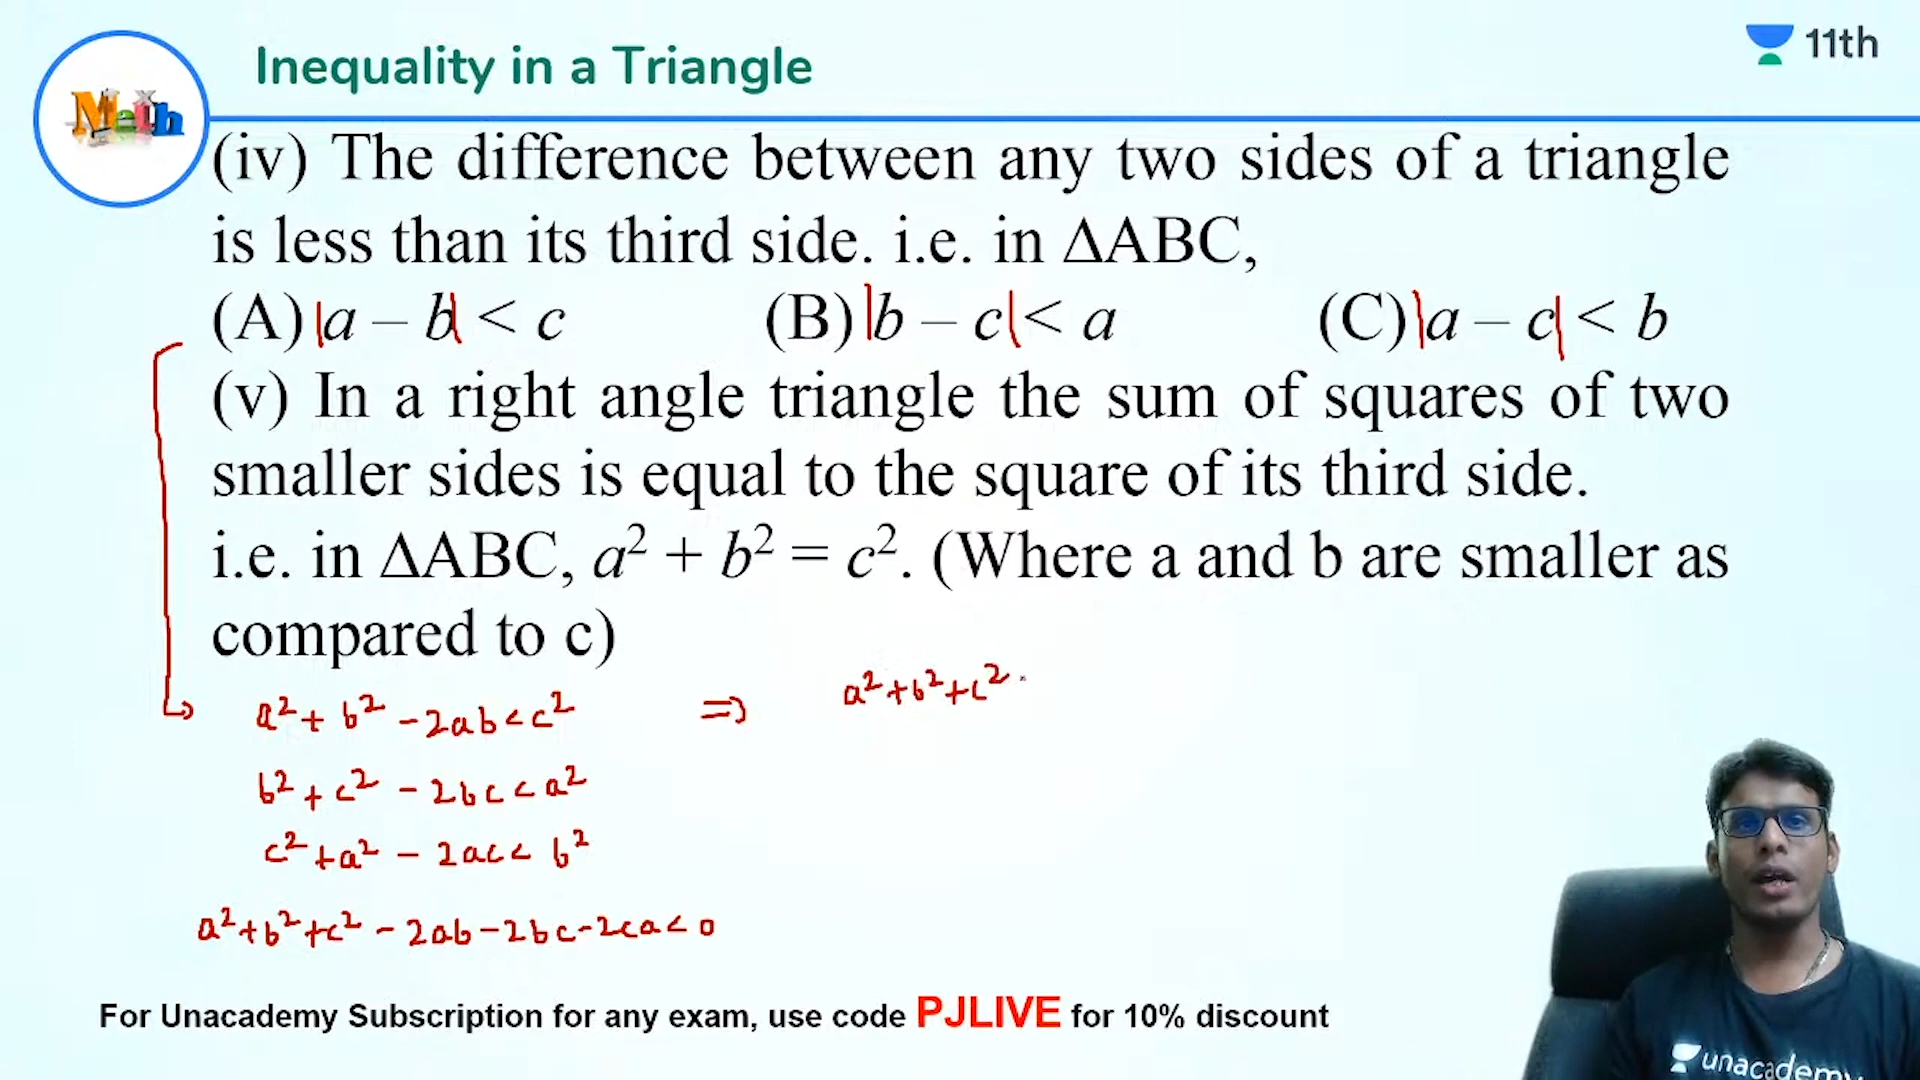 Inequality in a Triangle
11th
Math
(iv) The difference between any two sides of a triangle
is less than its third side. i.e. in ΔABC,
(A) |a – b| < c (B) |b – c| < a (C) |a – c| < b
(v) In a right angle triangle the sum of squares of two
smaller sides is equal to the square of its third side.
i.e. in ΔABC, a² + b² = c². (Where a and b are smaller as
compared to c)
a² + b² - 2ab < c² ⇒ a² + b² + c²
b² + c² - 2bc < a²
c² + a² - 2ac < b²
a² + b² + c² - 2ab - 2bc - 2ca < 0
For Unacademy Subscription for any exam, use code PJLIVE for 10% discount
unacademy